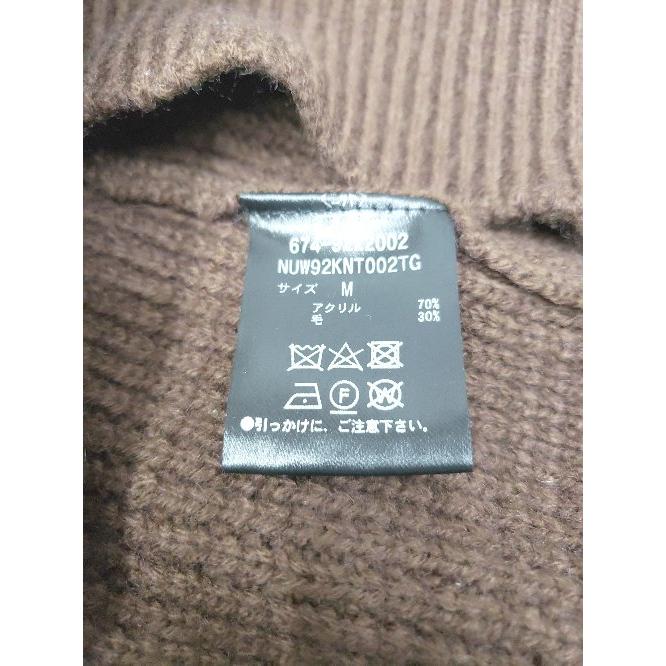 NUW92KNT002TG
サイズ M
アクリル 70%
毛 30%
F W
●引っかけに、ご注意下さい。